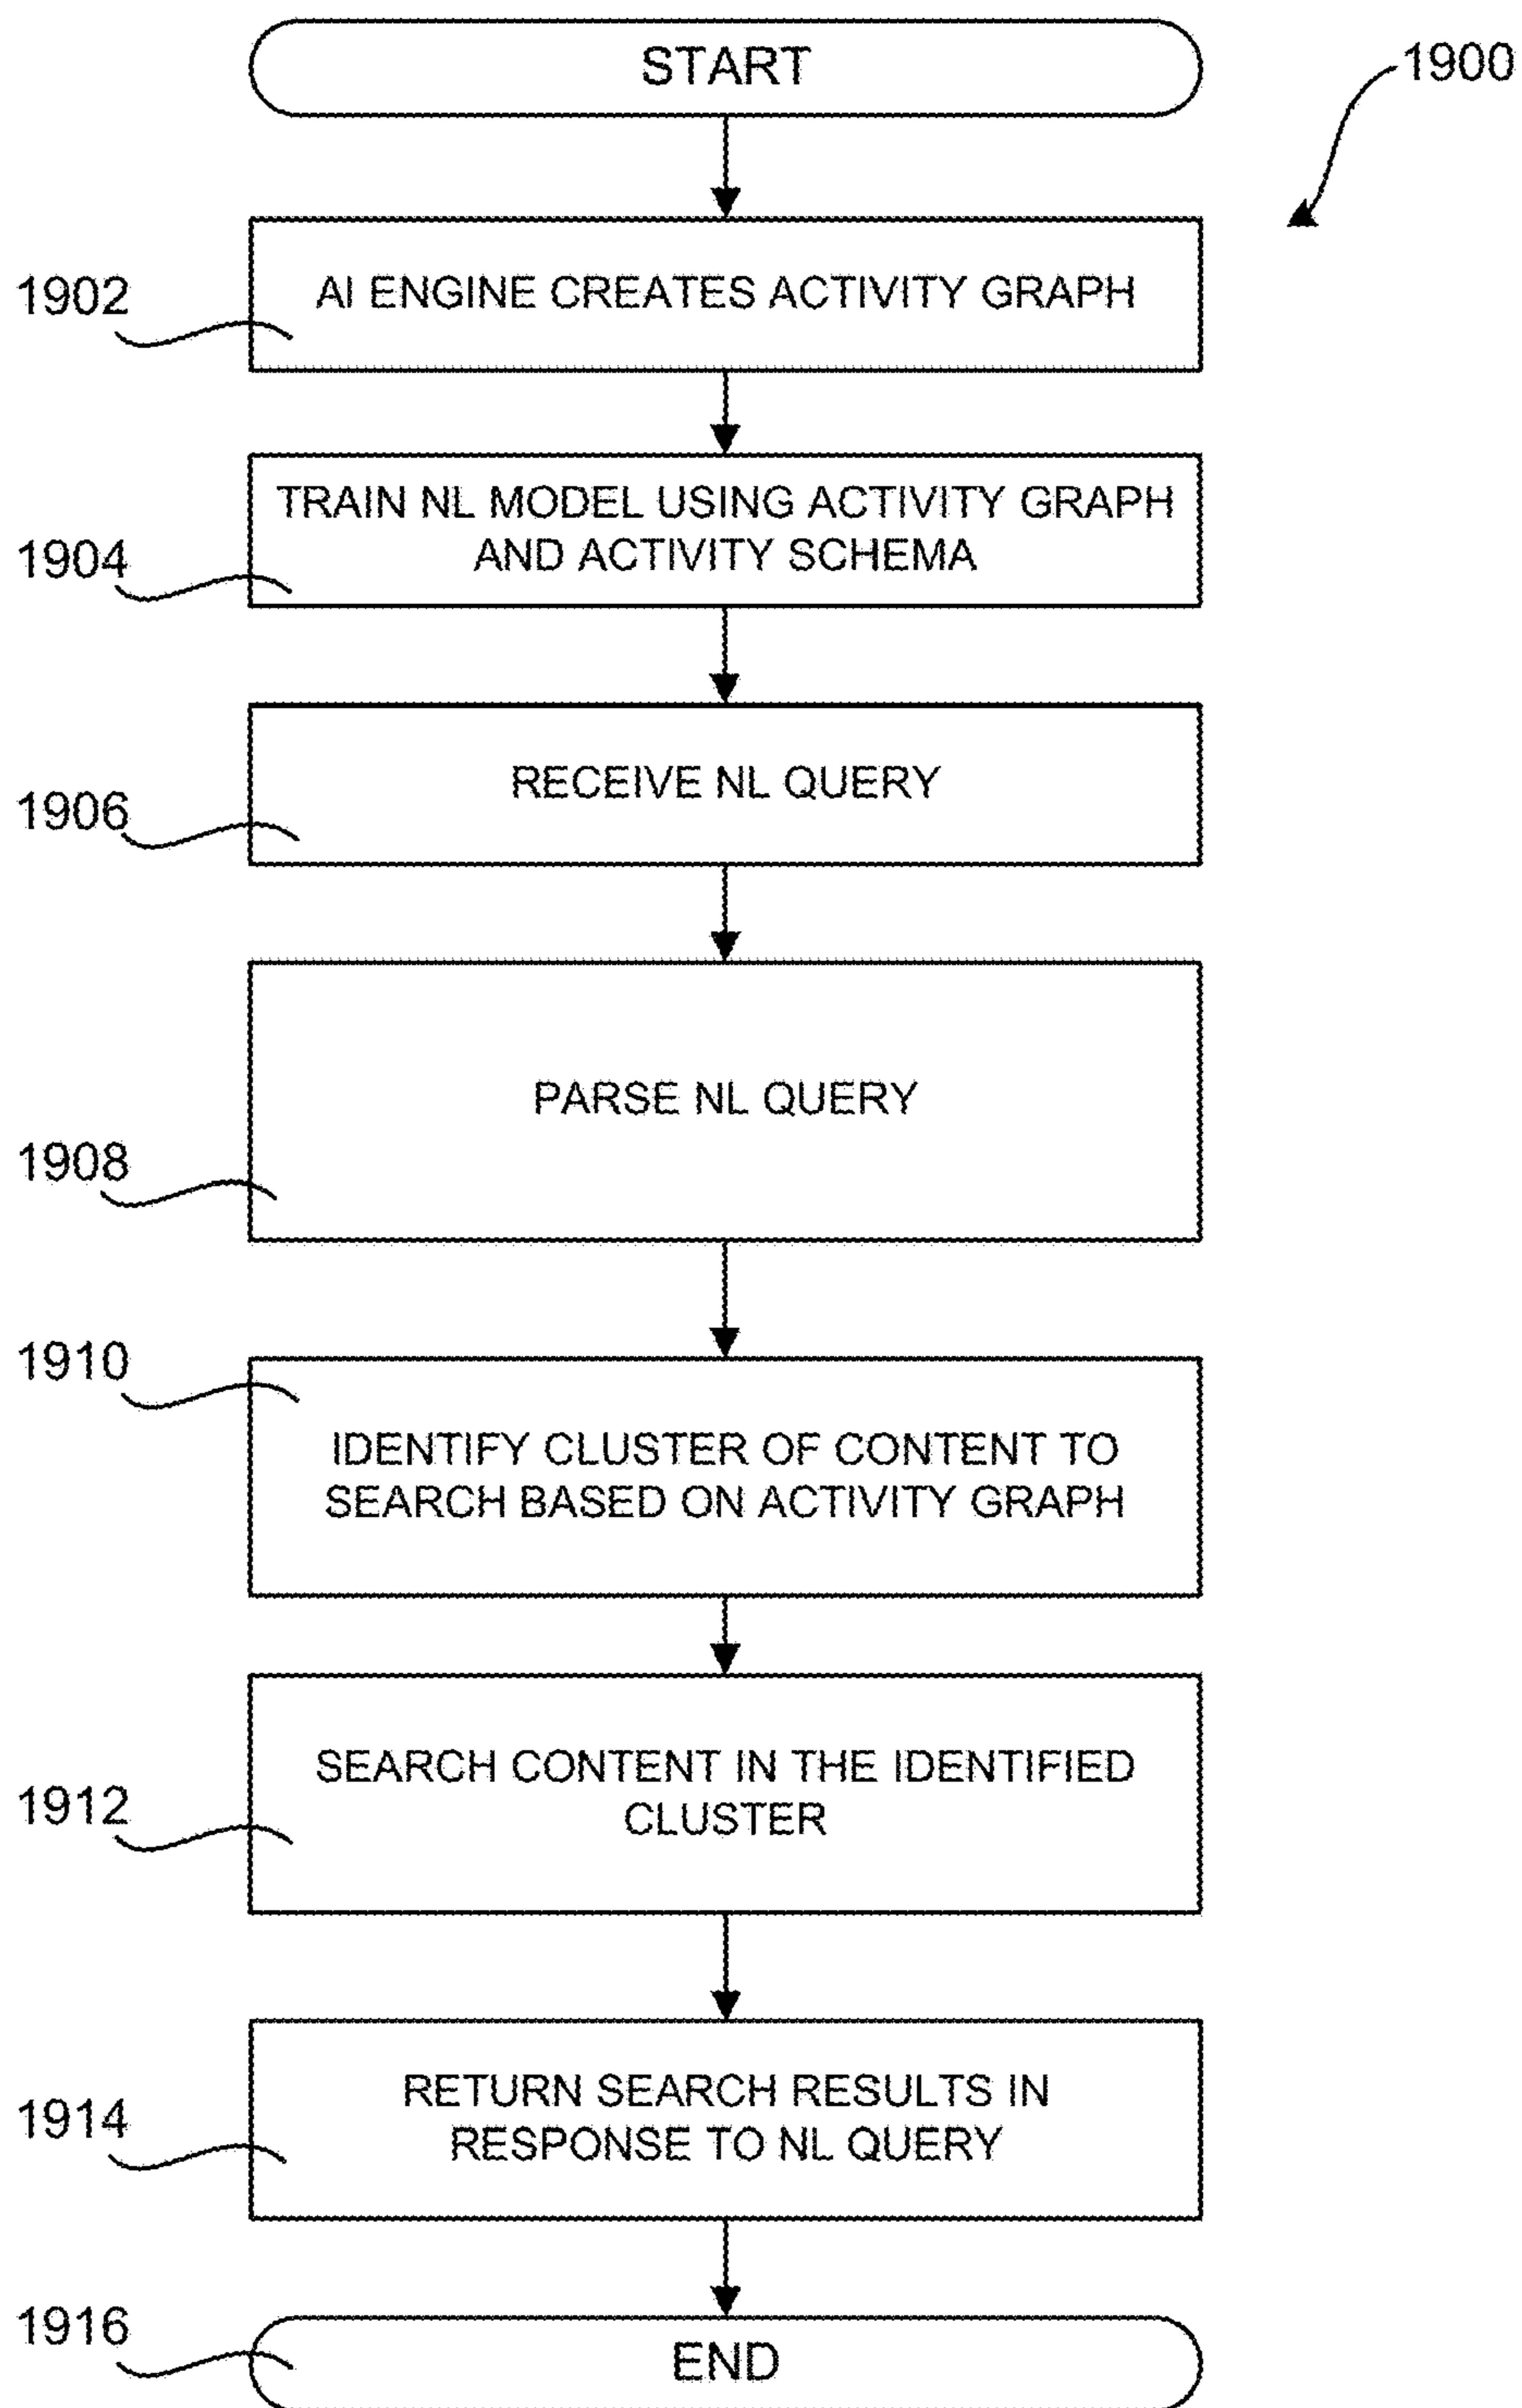 START
1900
1902
AI ENGINE CREATES ACTIVITY GRAPH
TRAIN NL MODEL USING ACTIVITY GRAPH
AND ACTIVITY SCHEMA
1904
RECEIVE NL QUERY
1906
PARSE NL QUERY
1908
1910
IDENTIFY CLUSTER OF CONTENT TO
SEARCH BASED ON ACTIVITY GRAPH
SEARCH CONTENT IN THE IDENTIFIED
CLUSTER
1912
RETURN SEARCH RESULTS IN
RESPONSE TO NL QUERY
1914
1916
END